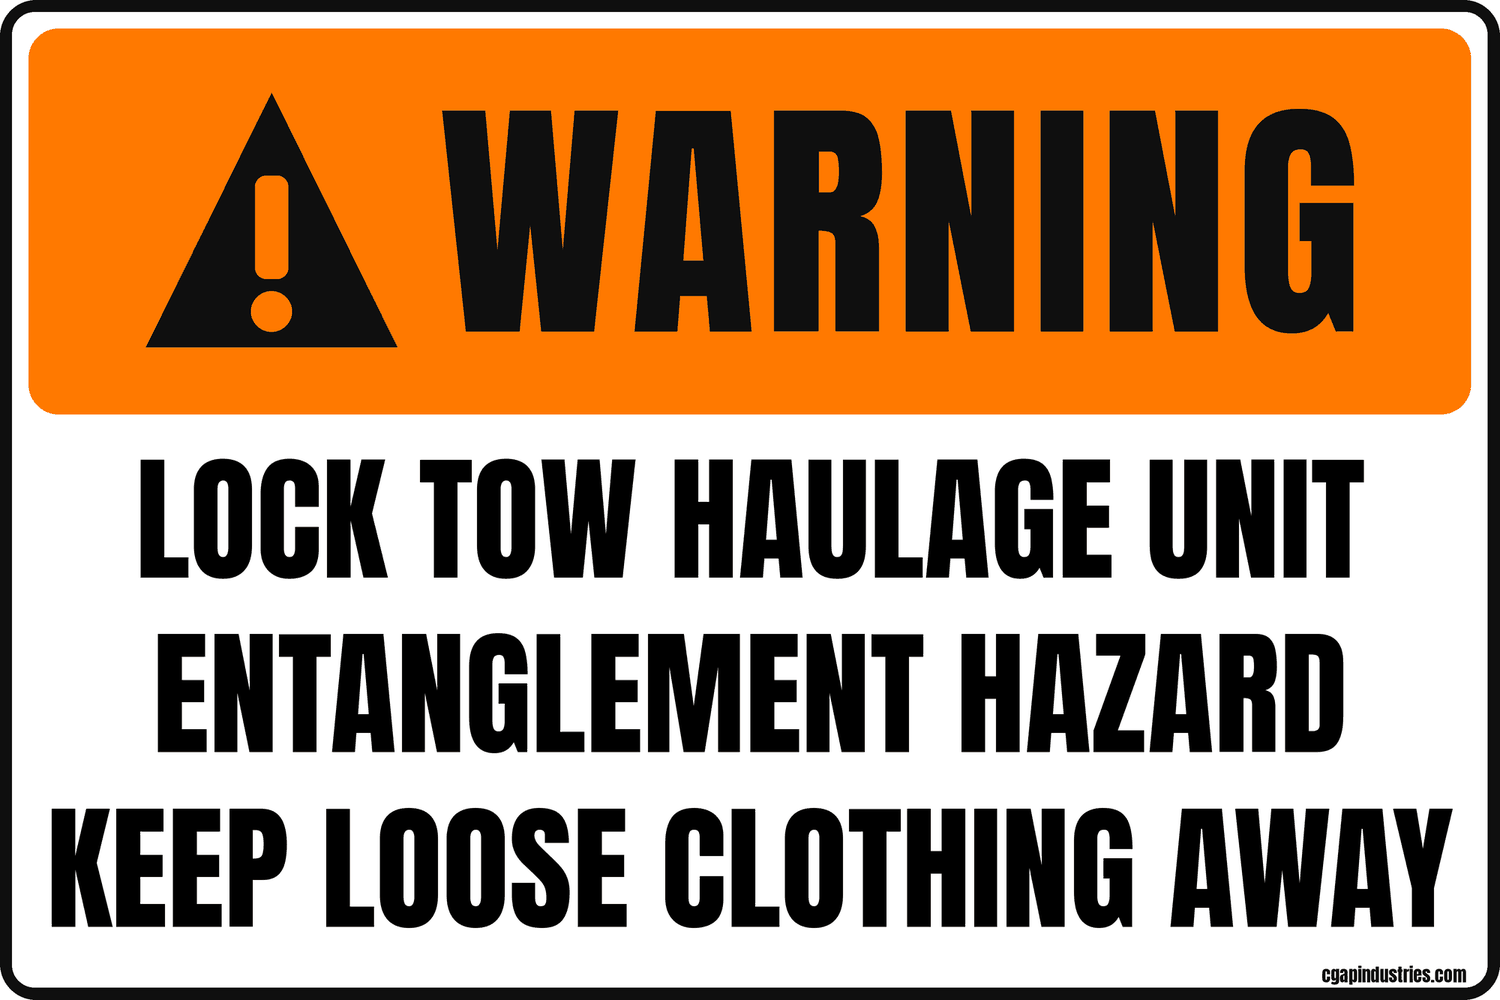 WARNING
LOCK TOW HAULAGE UNIT
ENTANGLEMENT HAZARD
KEEP LOOSE CLOTHING AWAY
cgapindustries.com